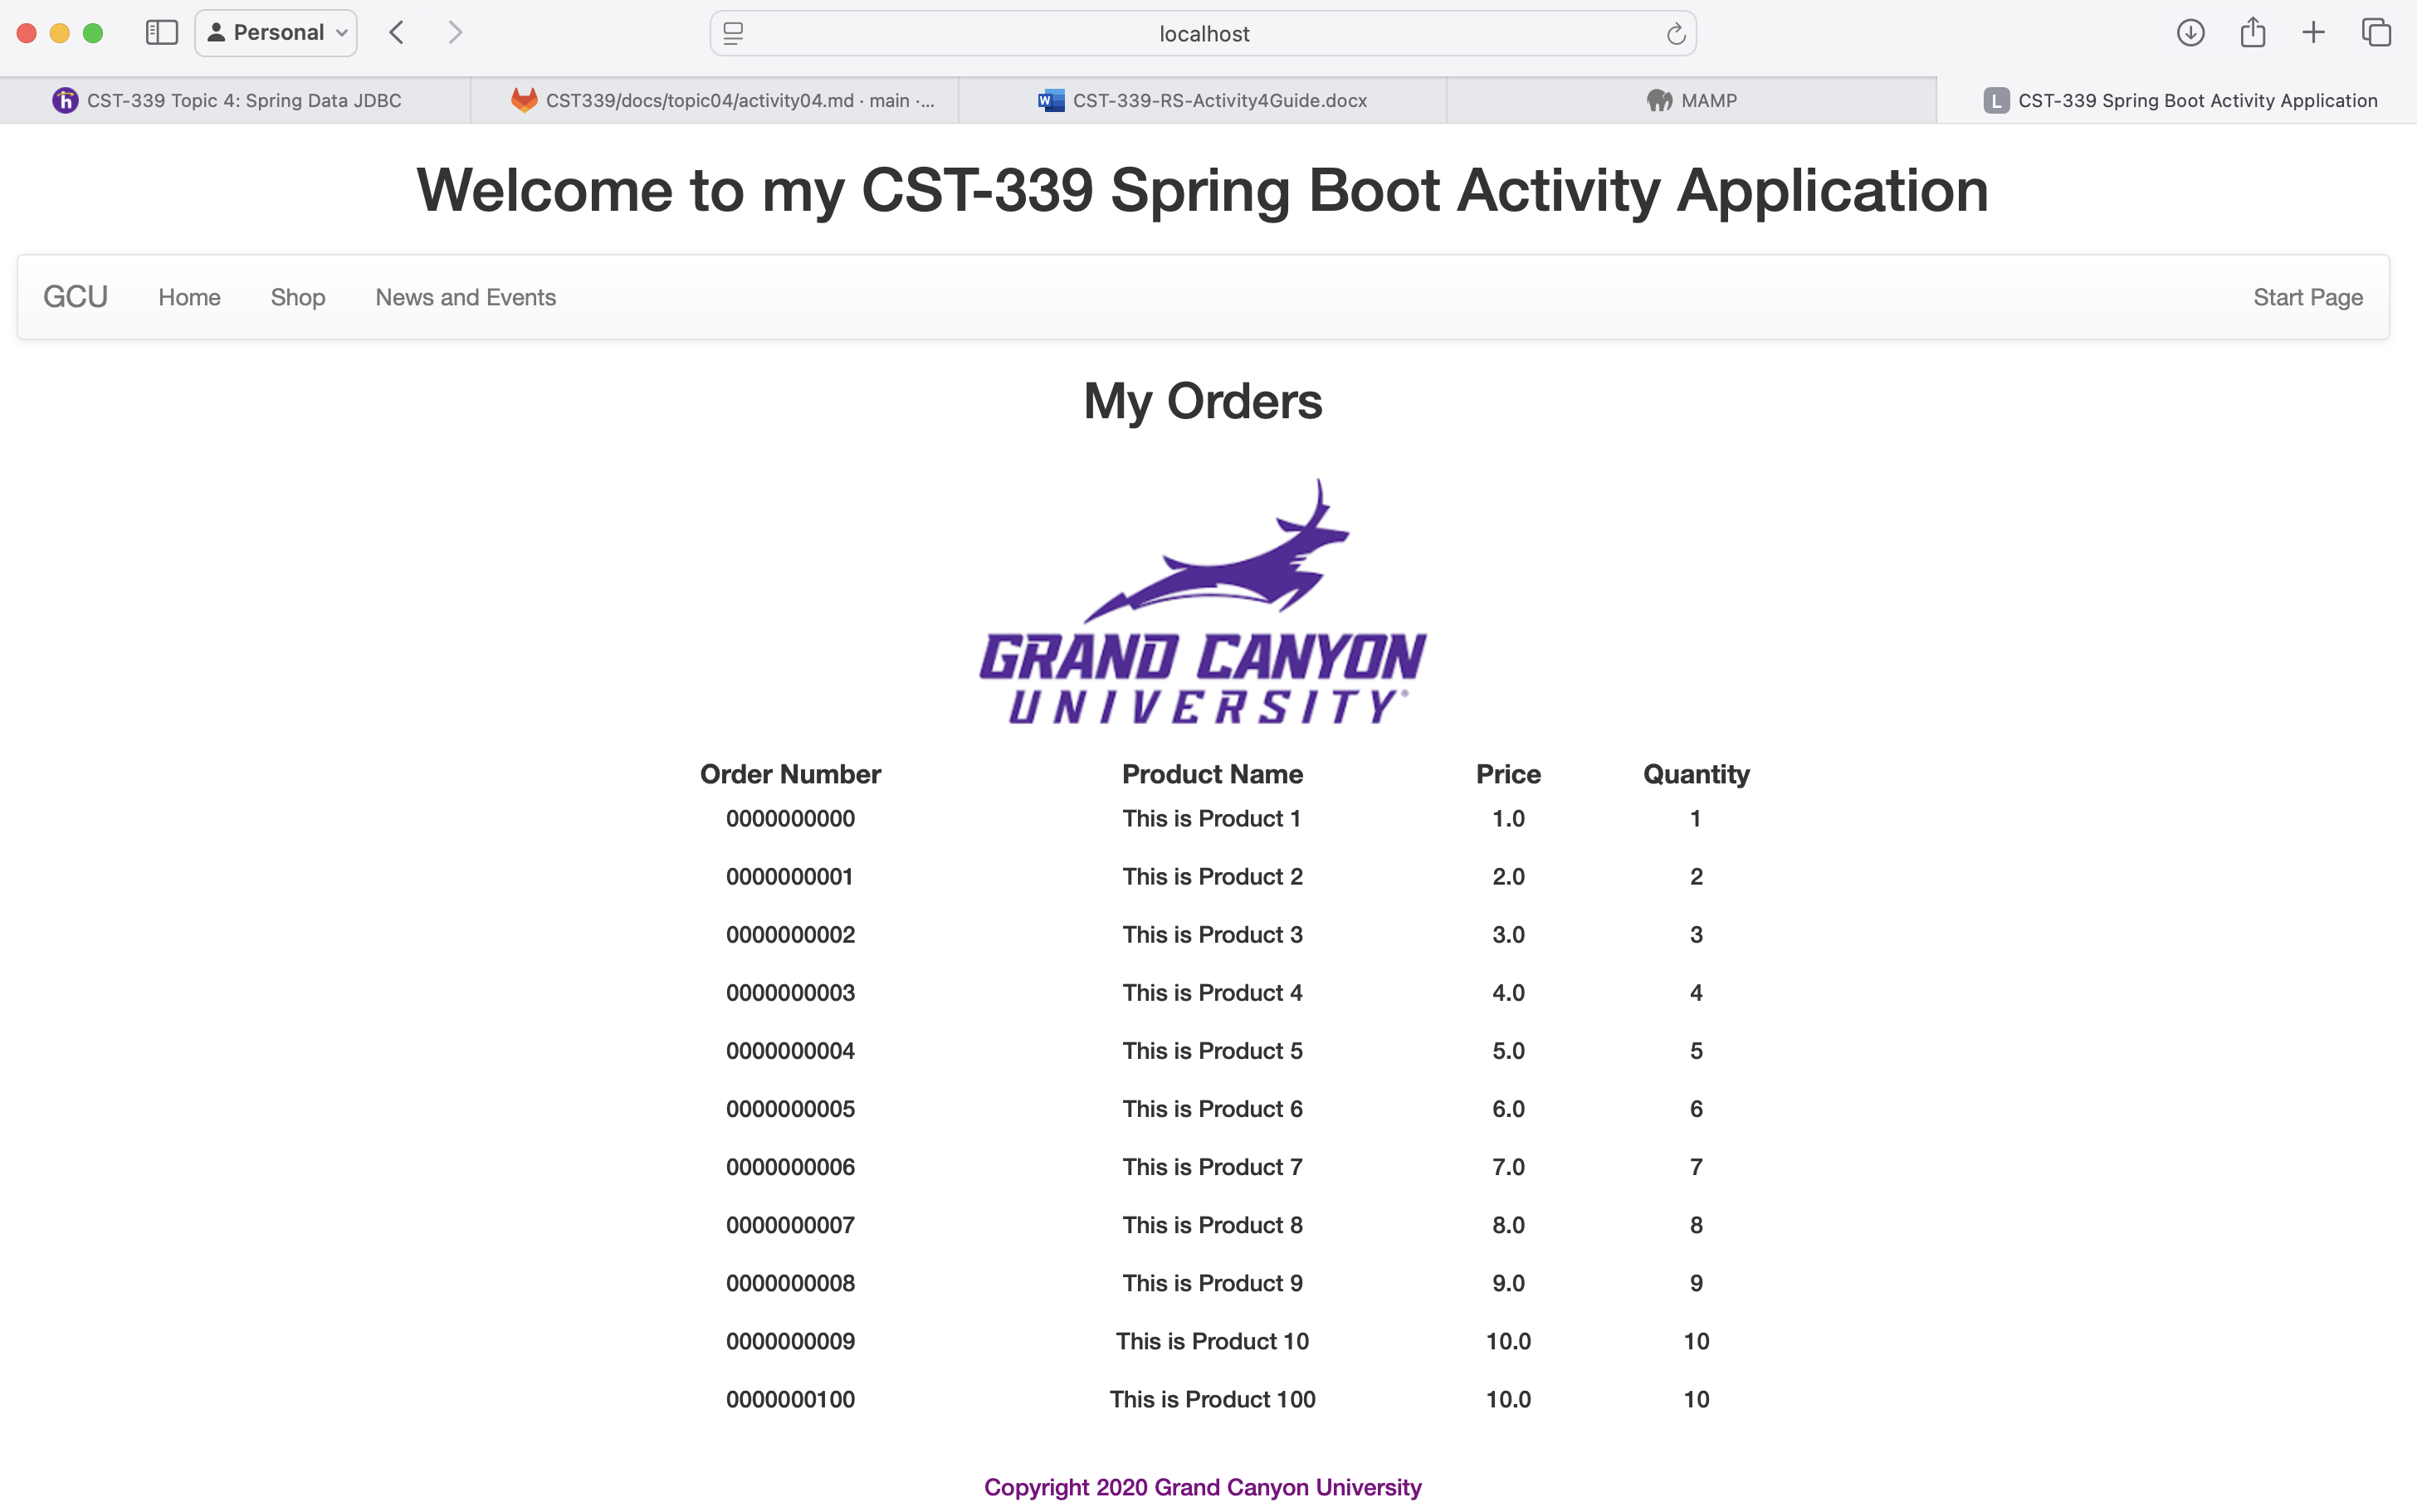 Personal
localhost
CST-339 Topic 4: Spring Data JDBC
CST339/docs/topic04/activity04.md · main ·...
CST-339-RS-Activity4Guide.docx
MAMP
L CST-339 Spring Boot Activity Application
Welcome to my CST-339 Spring Boot Activity Application
GCU Home Shop News and Events Start Page
My Orders
GRAND CANYON
UNIVERSITY®
Order Number Product Name Price Quantity
0000000000 This is Product 1 1.0 1
0000000001 This is Product 2 2.0 2
0000000002 This is Product 3 3.0 3
0000000003 This is Product 4 4.0 4
0000000004 This is Product 5 5.0 5
0000000005 This is Product 6 6.0 6
0000000006 This is Product 7 7.0 7
0000000007 This is Product 8 8.0 8
0000000008 This is Product 9 9.0 9
0000000009 This is Product 10 10.0 10
0000000100 This is Product 100 10.0 10
Copyright 2020 Grand Canyon University